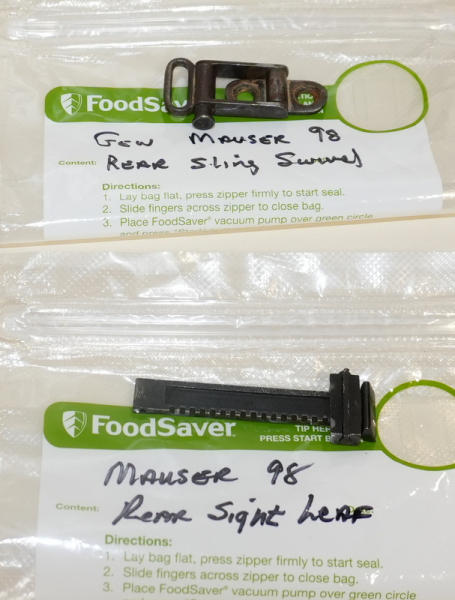 FoodSaver
Gew Mauser 98
Content: Rear Sling Swivel
Directions:
1. Lay bag flat, press zipper firmly to start seal.
2. Slide fingers across zipper to close bag.
3. Place FoodSaver® vacuum pump over green circle
and press
FoodSaver
TIP HER
PRESS START B
MAUSER 98
Content: Rear Sight Leaf
Directions:
1. Lay bag flat, press zipper firmly to start seal.
2. Slide fingers across zipper to close bag.
3. Place FoodSaver® vacuum pump over green circle